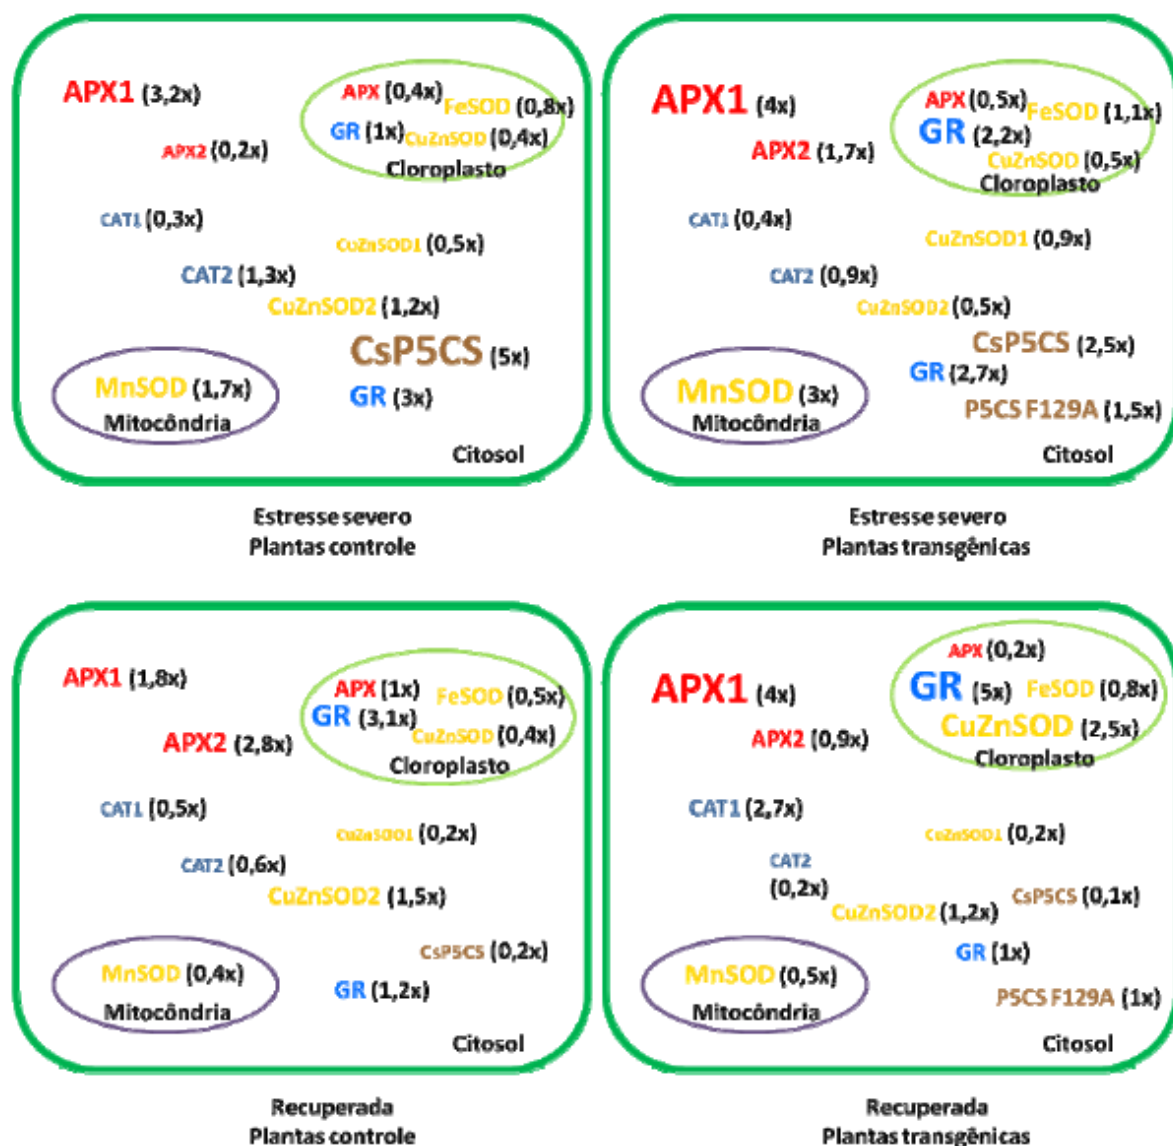 APX1 (3,2x)
APX (0,4x)
FeSOD (0,8x)
GR (1x)
CuZnSOD (0,4x)
Cloroplasto
APX2 (0,2x)
CAT1 (0,3x)
CuZnSOD1 (0,5x)
CAT2 (1,3x)
CuZnSOD2 (1,2x)
CsP5CS (5x)
MnSOD (1,7x)
Mitocôndria
GR (3x)
Citosol
Estresse severo
Plantas controle
APX1 (4x)
APX (0,5x)
FeSOD (1,1x)
GR (2,2x)
CuZnSOD (0,5x)
Cloroplasto
APX2 (1,7x)
CAT1 (0,4x)
CuZnSOD1 (0,9x)
CAT2 (0,9x)
CuZnSOD2 (0,5x)
CsP5CS (2,5x)
GR (2,7x)
MnSOD (3x)
Mitocôndria
P5CS F129A (1,5x)
Citosol
Estresse severo
Plantas transgênicas
APX1 (1,8x)
APX (1x)
FeSOD (0,5x)
GR (3,1x)
CuZnSOD (0,4x)
Cloroplasto
APX2 (2,8x)
CAT1 (0,5x)
CuZnSOD1 (0,2x)
CAT2 (0,6x)
CuZnSOD2 (1,5x)
CsP5CS (0,2x)
MnSOD (0,4x)
Mitocôndria
GR (1,2x)
Citosol
Recuperada
Plantas controle
APX1 (4x)
APX (0,2x)
GR (5x)
FeSOD (0,8x)
CuZnSOD (2,5x)
Cloroplasto
APX2 (0,9x)
CAT1 (2,7x)
CuZnSOD1 (0,2x)
CAT2
(0,2x)
CsP5CS (0,1x)
CuZnSOD2 (1,2x)
GR (1x)
MnSOD (0,5x)
Mitocôndria
P5CS F129A (1x)
Citosol
Recuperada
Plantas transgênicas